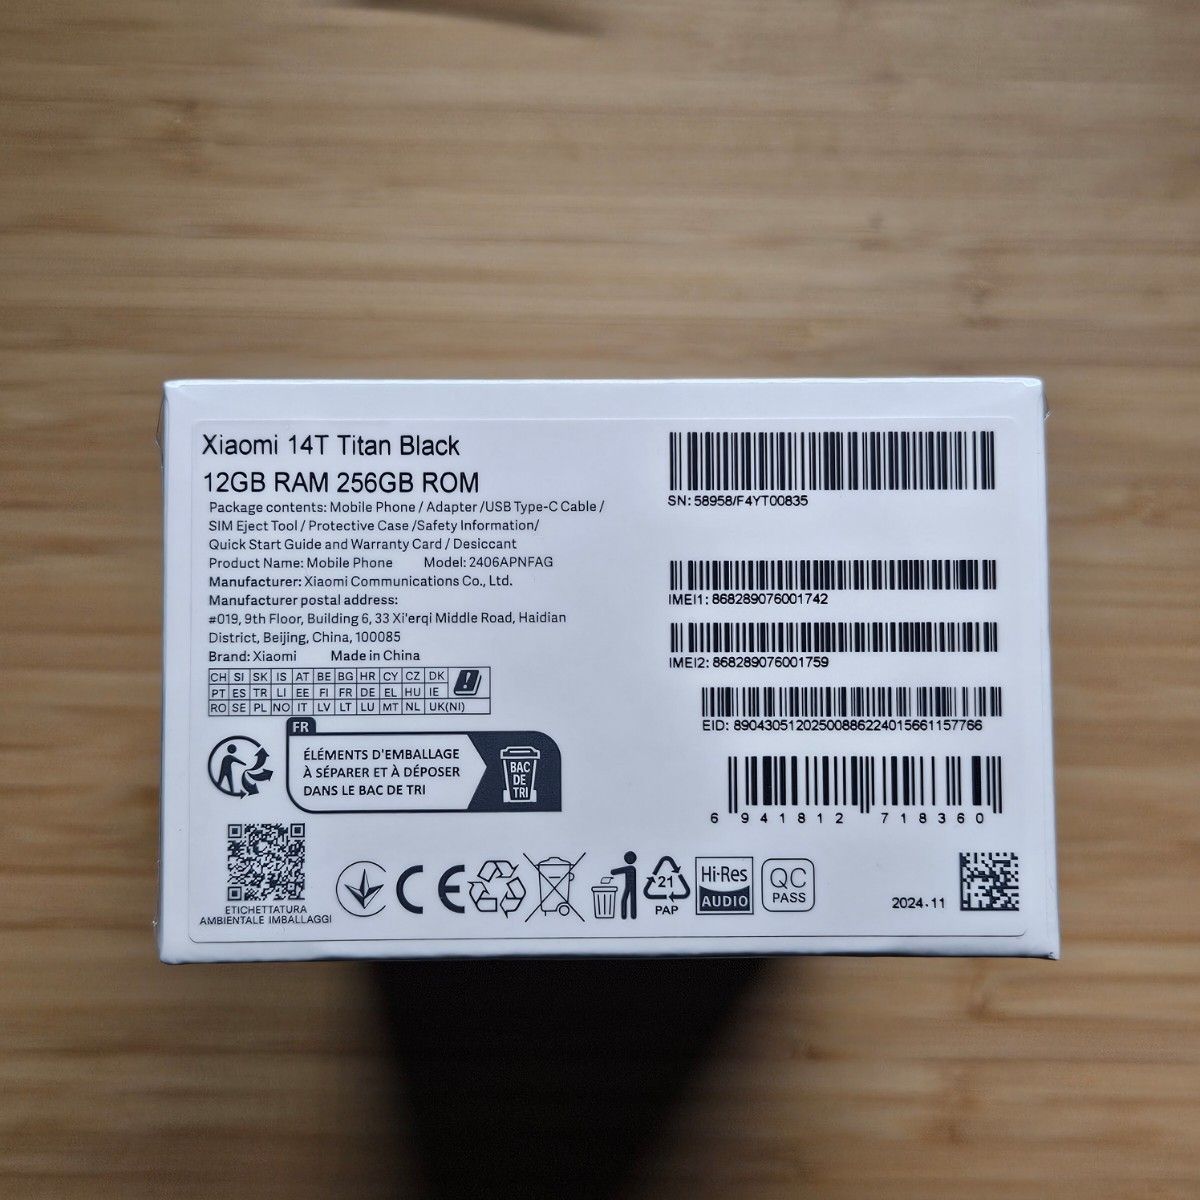 Xiaomi 14T Titan Black
12GB RAM 256GB ROM
Package contents: Mobile Phone / Adapter /USB Type-C Cable /
SIM Eject Tool / Protective Case /Safety Information/
Quick Start Guide and Warranty Card / Desiccant
Product Name: Mobile Phone Model: 2406APNFAG
Manufacturer: Xiaomi Communications Co., Ltd.
Manufacturer postal address:
#019, 9th Floor, Building 6, 33 Xi'erqi Middle Road, Haidian
District, Beijing, China, 100085
Brand: Xiaomi Made in China
CH SI SK IS AT BE BG HR CY CZ DK
PT ES TR LI EE FI FR DE EL HU IE
RO SE PL NO IT LV LT LU MT NL UK(NI)
FR
ÉLÉMENTS D'EMBALLAGE
À SÉPARER ET À DÉPOSER
DANS LE BAC DE TRI
BAC
DE
TRI
ETICHETTATURA
AMBIENTALE IMBALLAGGI
SN: 58958/F4YT00835
IMEI1: 868289076001742
IMEI2: 868289076001759
EID: 89043051202500886224015661157766
6 941812 718360
CE
21
PAP
Hi-Res
AUDIO
QC
PASS
2024.11